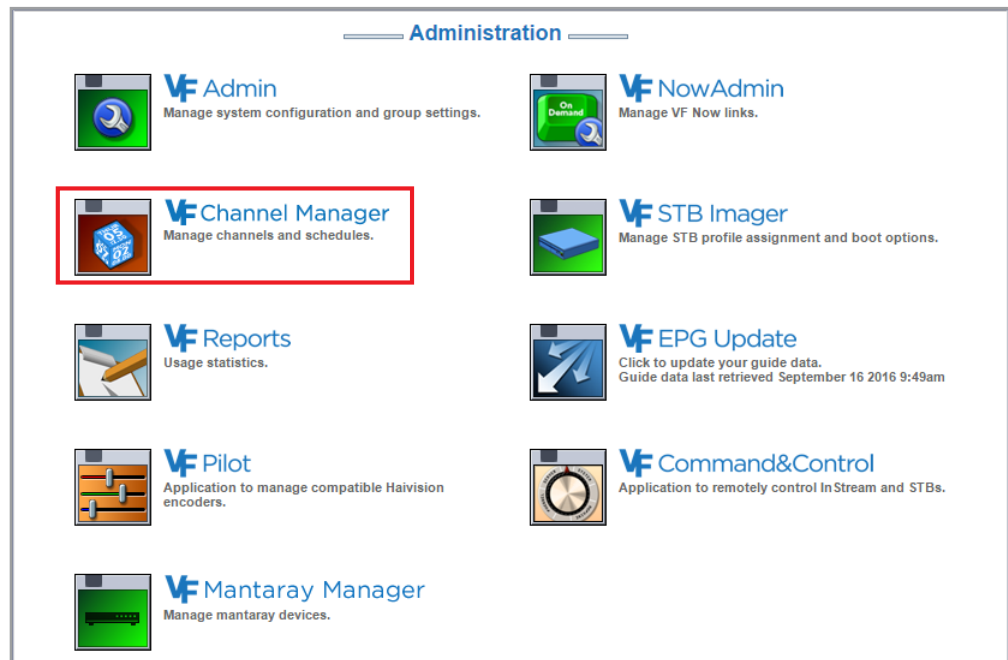 Administration
VF Admin
Manage system configuration and group settings.
On
Demand
VF NowAdmin
Manage VF Now links.
VF Channel Manager
Manage channels and schedules.
VF STB Imager
Manage STB profile assignment and boot options.
VF Reports
Usage statistics.
VF EPG Update
Click to update your guide data.
Guide data last retrieved September 16 2016 9:49am
VF Pilot
Application to manage compatible Haivision
encoders.
VF Command&Control
Application to remotely control InStream and STBs.
VF Mantaray Manager
Manage mantaray devices.